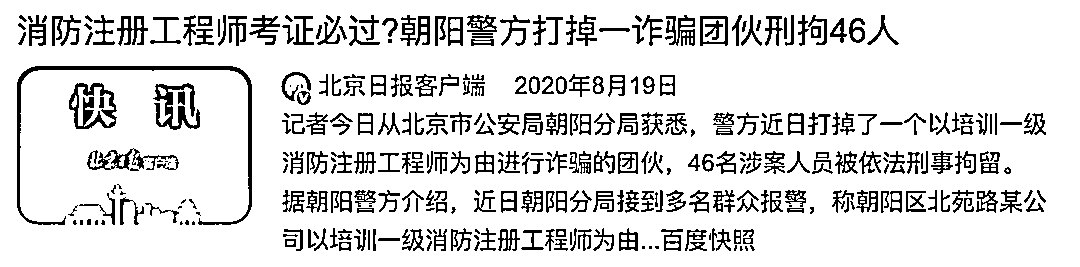 消防注册工程师考证必过?朝阳警方打掉一诈骗团伙刑拘46人
快 讯
北京日报客户端
北京日报客户端 2020年8月19日
记者今日从北京市公安局朝阳分局获悉，警方近日打掉了一个以培训一级
消防注册工程师为由进行诈骗的团伙，46名涉案人员被依法刑事拘留。
据朝阳警方介绍，近日朝阳分局接到多名群众报警，称朝阳区北苑路某公
司以培训一级消防注册工程师为由...百度快照